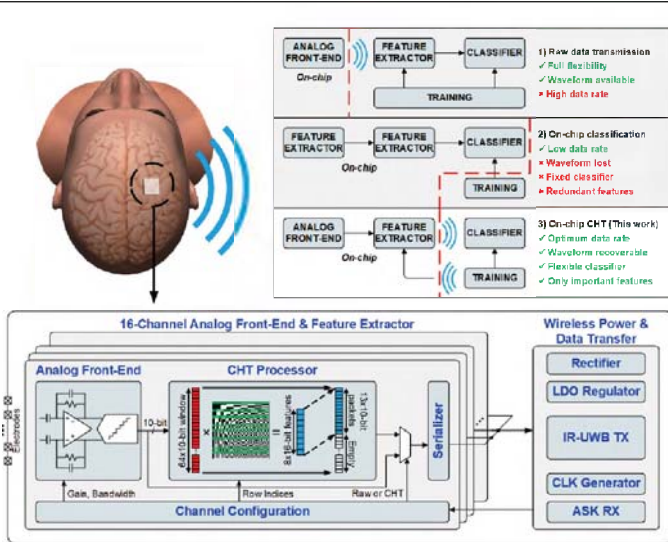 ANALOG
FRONT-END
FEATURE
EXTRACTOR
CLASSIFIER
On-chip
TRAINING
1) Raw data transmission
✓ Full flexibility
✓ Waveform available
× High data rate
FEATURE
EXTRACTOR
FEATURE
EXTRACTOR
CLASSIFIER
On-chip
TRAINING
2) On-chip classification
✓ Low data rate
× Waveform lost
× Fixed classifier
× Redundant features
ANALOG
FRONT-END
FEATURE
EXTRACTOR
CLASSIFIER
On-chip
TRAINING
3) On-chip CHT (This work)
✓ Optimum data rate
✓ Waveform recoverable
✓ Flexible classifier
✓ Only important features
16-Channel Analog Front-End & Feature Extractor
Wireless Power &
Data Transfer
Analog Front-End
CHT Processor
Electrodes
10-bit
64x10-bit window
×
=
8x16-bit features
13x10-bit
packets
Empty
Serializer
Gain, Bandwidth
Row Indices
Raw or CHT
Channel Configuration
Rectifier
LDO Regulator
IR-UWB TX
CLK Generator
ASK RX